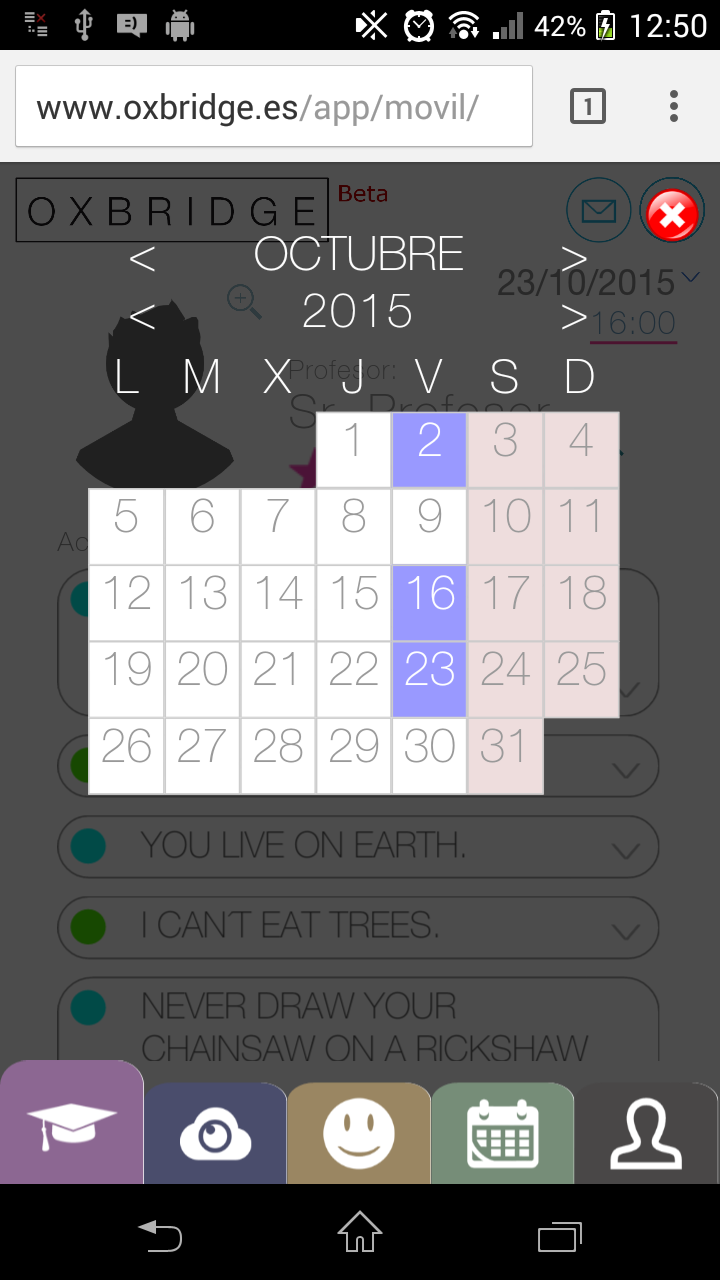 42% 12:50
www.oxbridge.es/app/movil/
1
OXBRIDGE Beta
< OCTUBRE >
23/10/2015
< 2015 >
16:00
Profesor:
L M X J V S D
Sr. Profesor
1 2 3 4
5 6 7 8 9 10 11
12 13 14 15 16 17 18
19 20 21 22 23 24 25
26 27 28 29 30 31
YOU LIVE ON EARTH.
I CAN'T EAT TREES.
NEVER DRAW YOUR
CHAINSAW ON A RICKSHAW